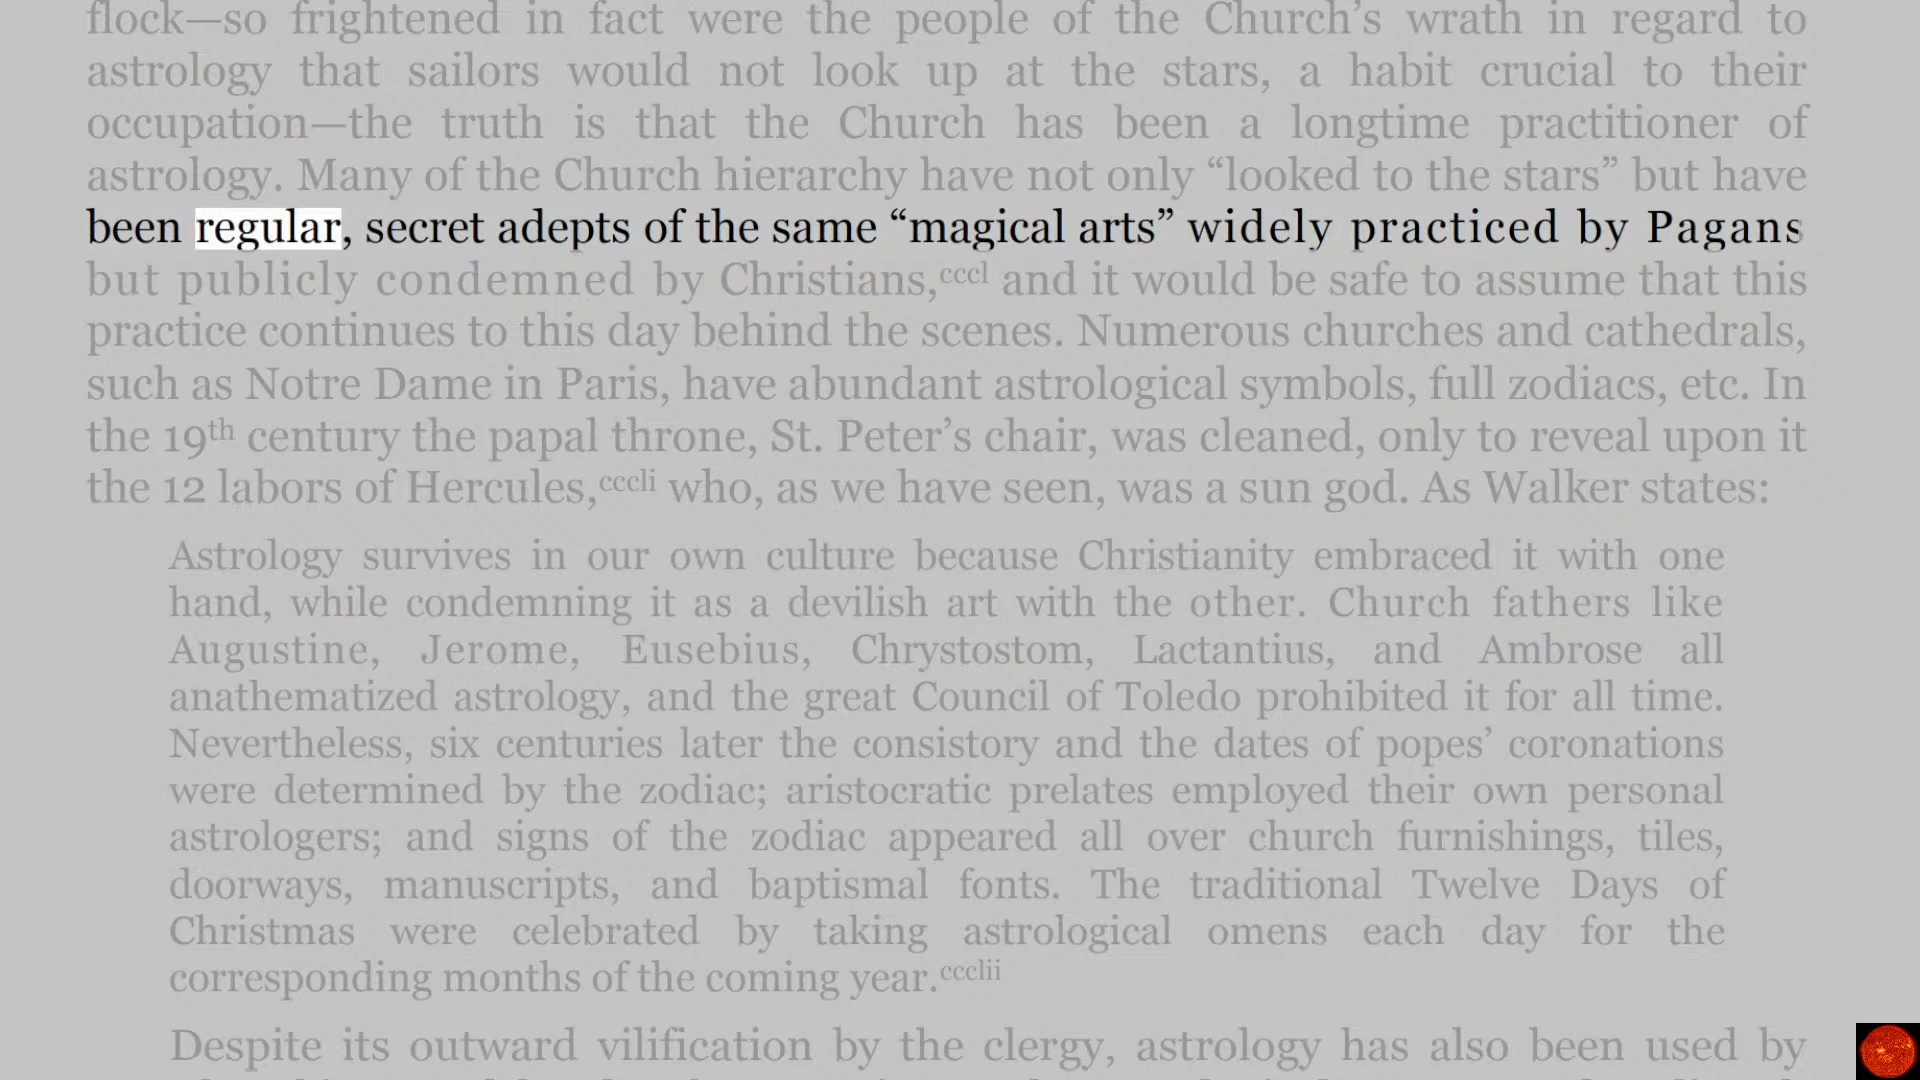 flock—so frightened in fact were the people of the Church’s wrath in regard to
astrology that sailors would not look up at the stars, a habit crucial to their
occupation—the truth is that the Church has been a longtime practitioner of
astrology. Many of the Church hierarchy have not only “looked to the stars” but have
been regular, secret adepts of the same “magical arts” widely practiced by Pagans
but publicly condemned by Christians,cccl and it would be safe to assume that this
practice continues to this day behind the scenes. Numerous churches and cathedrals,
such as Notre Dame in Paris, have abundant astrological symbols, full zodiacs, etc. In
the 19th century the papal throne, St. Peter’s chair, was cleaned, only to reveal upon it
the 12 labors of Hercules,cccli who, as we have seen, was a sun god. As Walker states:
Astrology survives in our own culture because Christianity embraced it with one
hand, while condemning it as a devilish art with the other. Church fathers like
Augustine, Jerome, Eusebius, Chrystostom, Lactantius, and Ambrose all
anathematized astrology, and the great Council of Toledo prohibited it for all time.
Nevertheless, six centuries later the consistory and the dates of popes’ coronations
were determined by the zodiac; aristocratic prelates employed their own personal
astrologers; and signs of the zodiac appeared all over church furnishings, tiles,
doorways, manuscripts, and baptismal fonts. The traditional Twelve Days of
Christmas were celebrated by taking astrological omens each day for the
corresponding months of the coming year.ccclii
Despite its outward vilification by the clergy, astrology has also been used by